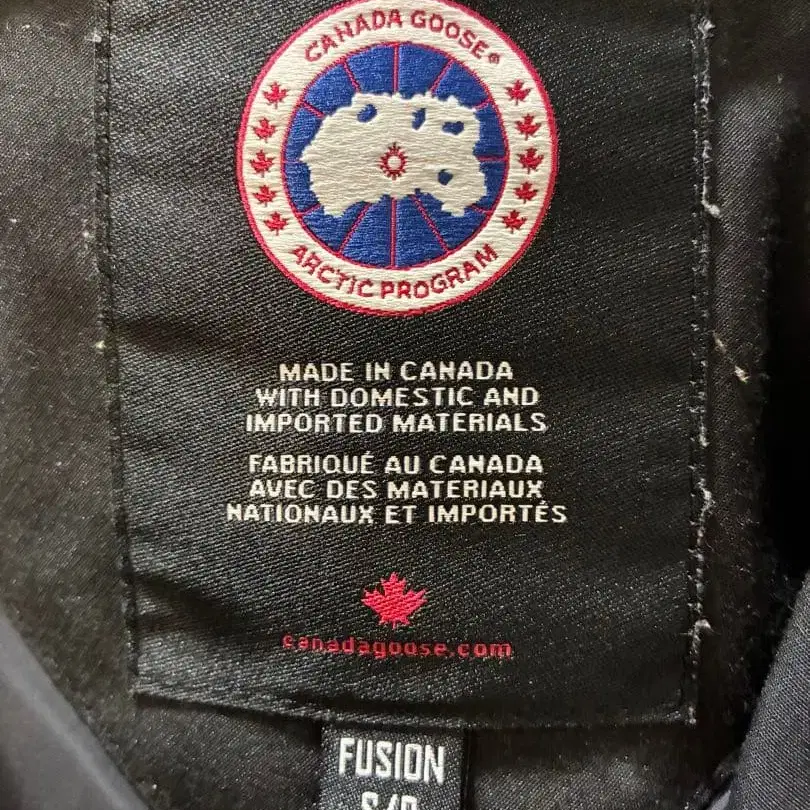 CANADA GOOSE®
ARCTIC PROGRAM
MADE IN CANADA
WITH DOMESTIC AND
IMPORTED MATERIALS
FABRIQUÉ AU CANADA
AVEC DES MATERIAUX
NATIONAUX ET IMPORTÉS
canadagoose.com
FUSION